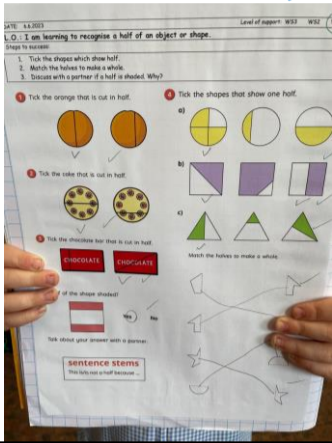 DATE: 6.6.2023
Level of support: WS3 WS2
L.O.: I am learning to recognise a half of an object or shape.
Steps to success:
1. Tick the shapes which show half.
2. Match the halves to make a whole.
3. Discuss with a partner if a half is shaded. Why?
1 Tick the orange that is cut in half.
2 Tick the cake that is cut in half.
3 Tick the chocolate bar that is cut in half.
CHOCOLATE CHOCOLATE
of the shape shaded?
Yes No
Talk about your answer with a partner.
sentence stems
This is/is not a half because ...
4 Tick the shapes that show one half.
a)
b)
c)
Match the halves to make a whole.